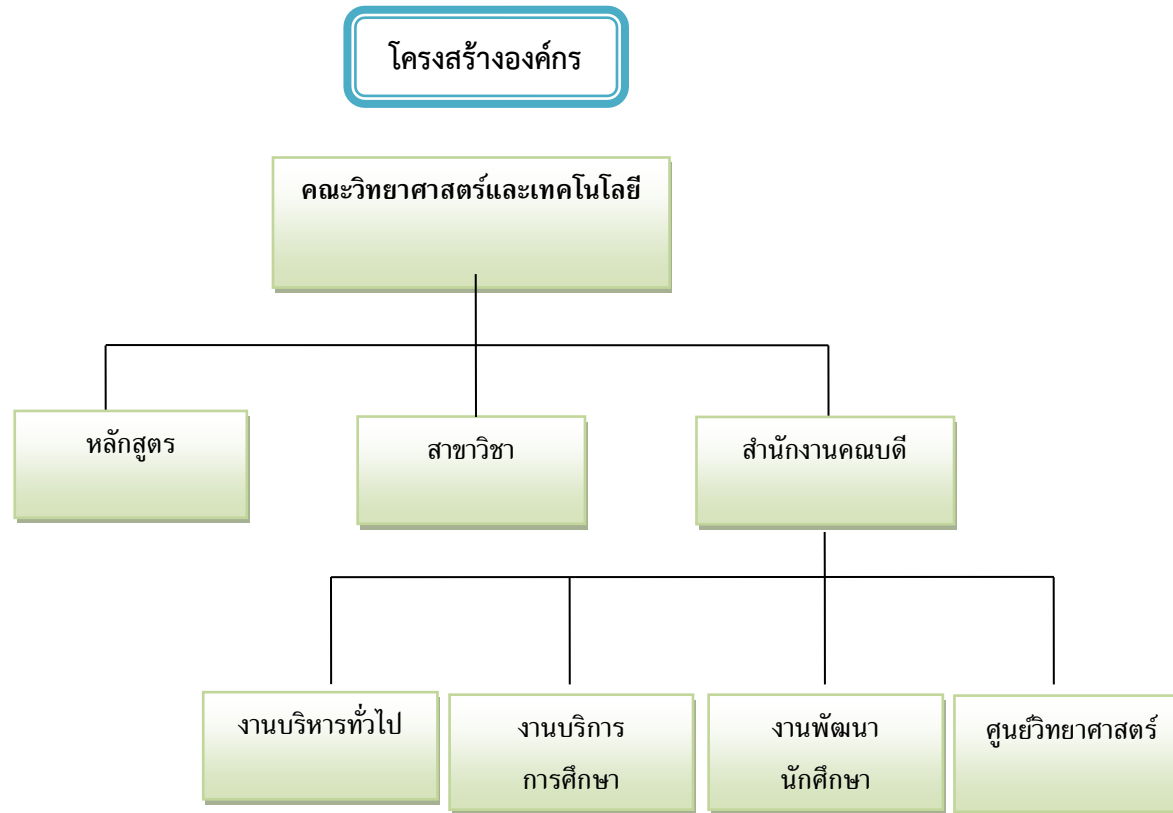 โครงสร้างองค์กร
คณะวิทยาศาสตร์และเทคโนโลยี
หลักสูตร
สาขาวิชา
สำนักงานคณบดี
งานบริหารทั่วไป
งานบริการ
การศึกษา
งานพัฒนา
นักศึกษา
ศูนย์วิทยาศาสตร์